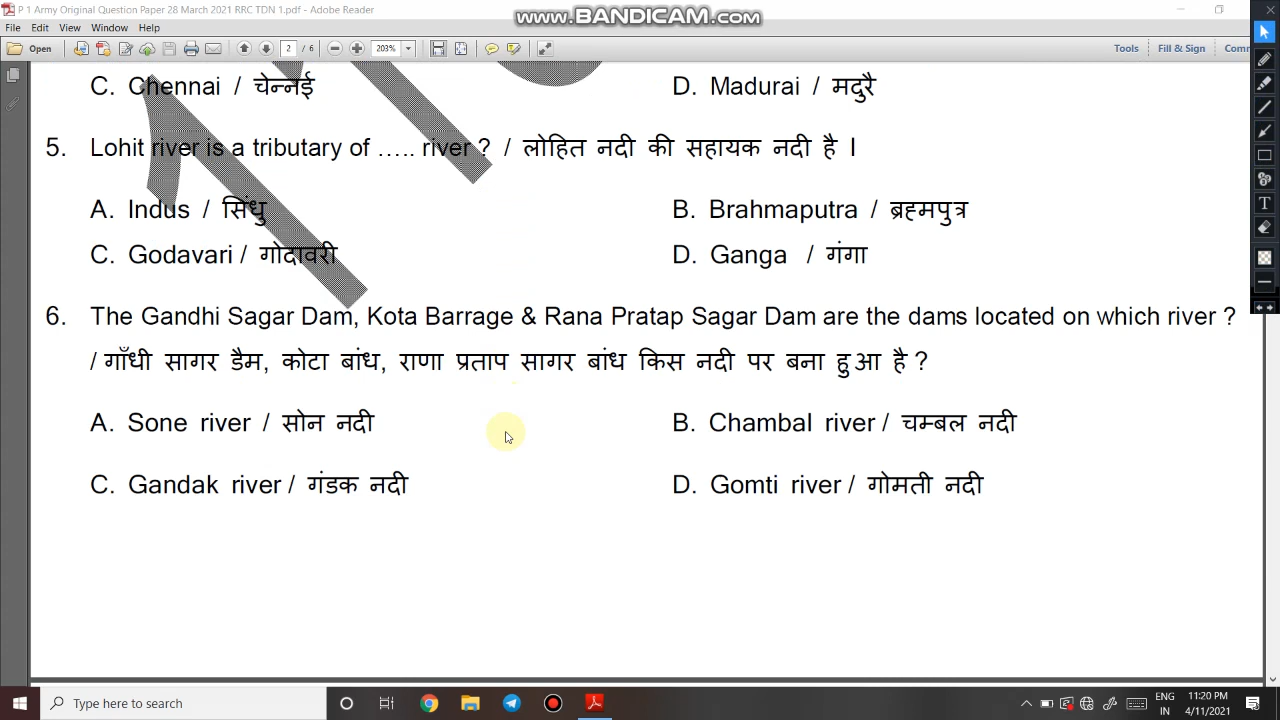 P 1 Army Original Question Paper 28 March 2021 RRC TDN 1.pdf - Adobe Reader
www.BANDICAM.com
File Edit View Window Help
Open 2 / 6 203% Tools Fill & Sign Comm
C. Chennai / चेन्नई D. Madurai / मदुरै
5. Lohit river is a tributary of ….. river ? / लोहित नदी की सहायक नदी है I
A. Indus / सिधु B. Brahmaputra / ब्रह्मपुत्र
C. Godavari / गोदावरी D. Ganga / गंगा
6. The Gandhi Sagar Dam, Kota Barrage & Rana Pratap Sagar Dam are the dams located on which river ?
/ गाँधी सागर डैम, कोटा बांध, राणा प्रताप सागर बांध किस नदी पर बना हुआ है ?
A. Sone river / सोन नदी B. Chambal river / चम्बल नदी
C. Gandak river / गंडक नदी D. Gomti river / गोमती नदी
Type here to search
ENG 11:20 PM
IN 4/11/2021